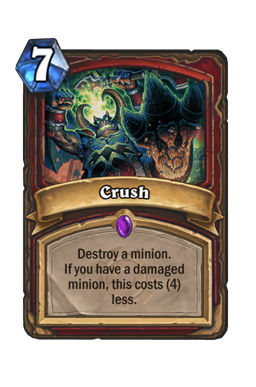 7
Crush
Destroy a minion.
If you have a damaged
minion, this costs (4)
less.